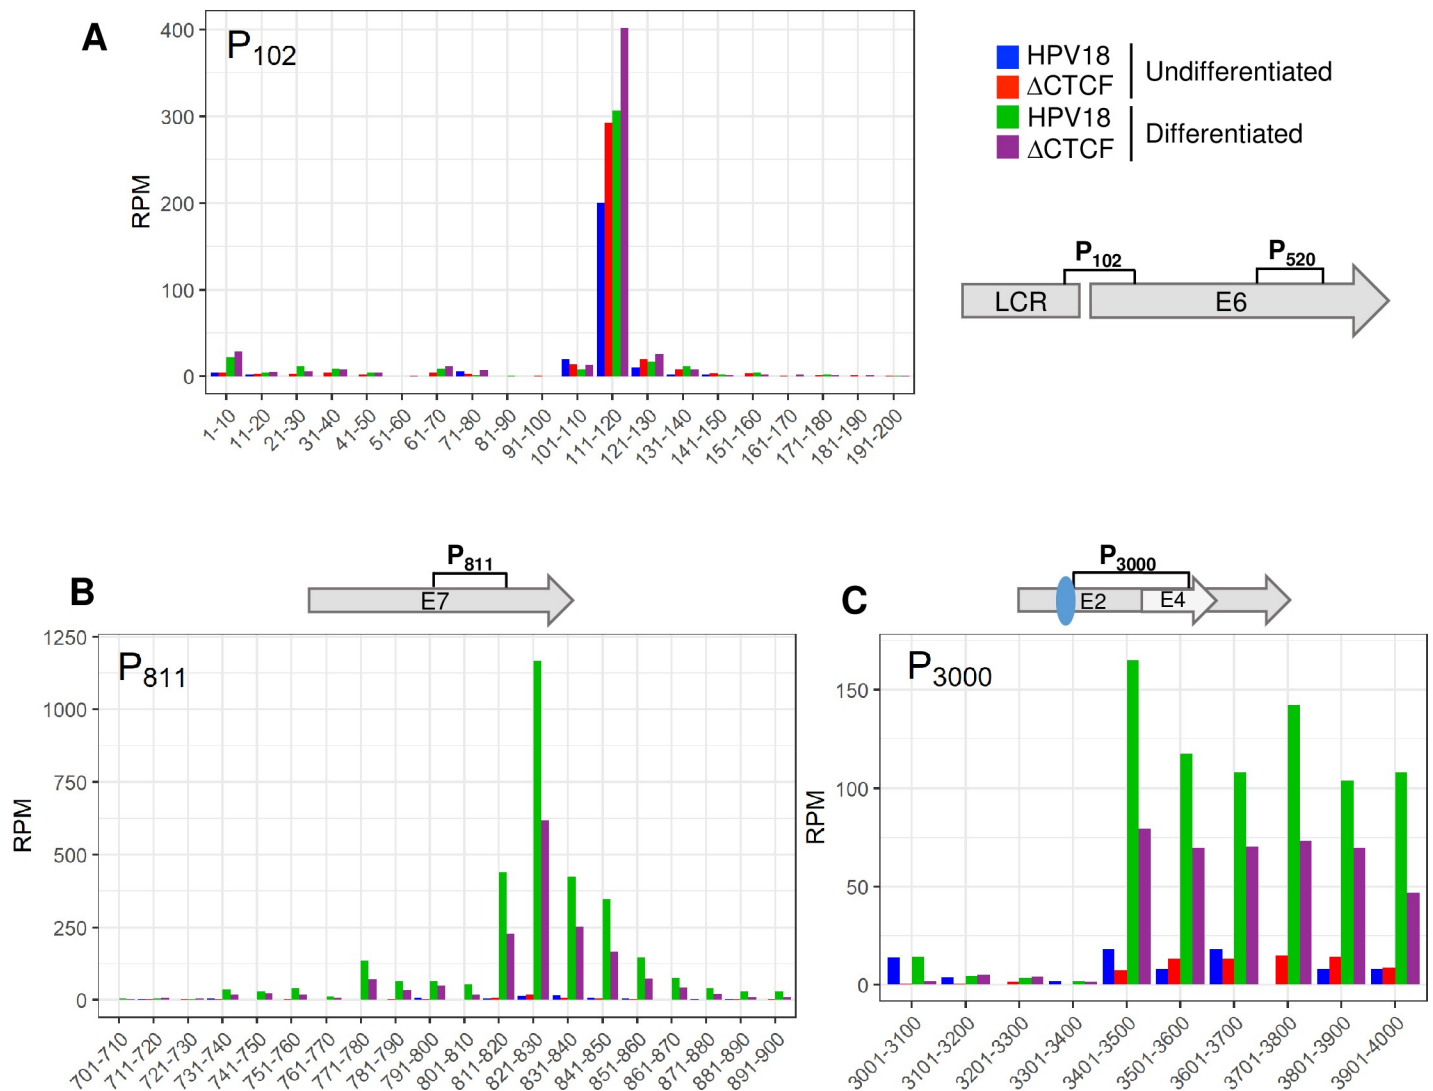 A
P102
400
300
200
100
0
RPM
1-10
11-20
21-30
31-40
41-50
51-60
61-70
71-80
81-90
91-100
101-110
111-120
121-130
131-140
141-150
151-160
161-170
171-180
181-190
191-200
HPV18
ΔCTCF
Undifferentiated
HPV18
ΔCTCF
Differentiated
P102
P520
LCR
E6
B
P811
E7
P811
1250
1000
750
500
250
0
RPM
701-710
711-720
721-730
731-740
741-750
751-760
761-770
771-780
781-790
791-800
801-810
811-820
821-830
831-840
841-850
851-860
861-870
871-880
881-890
891-900
C
P3000
E2
E4
P3000
150
100
50
0
RPM
3001-3100
3101-3200
3201-3300
3301-3400
3401-3500
3501-3600
3601-3700
3701-3800
3801-3900
3901-4000